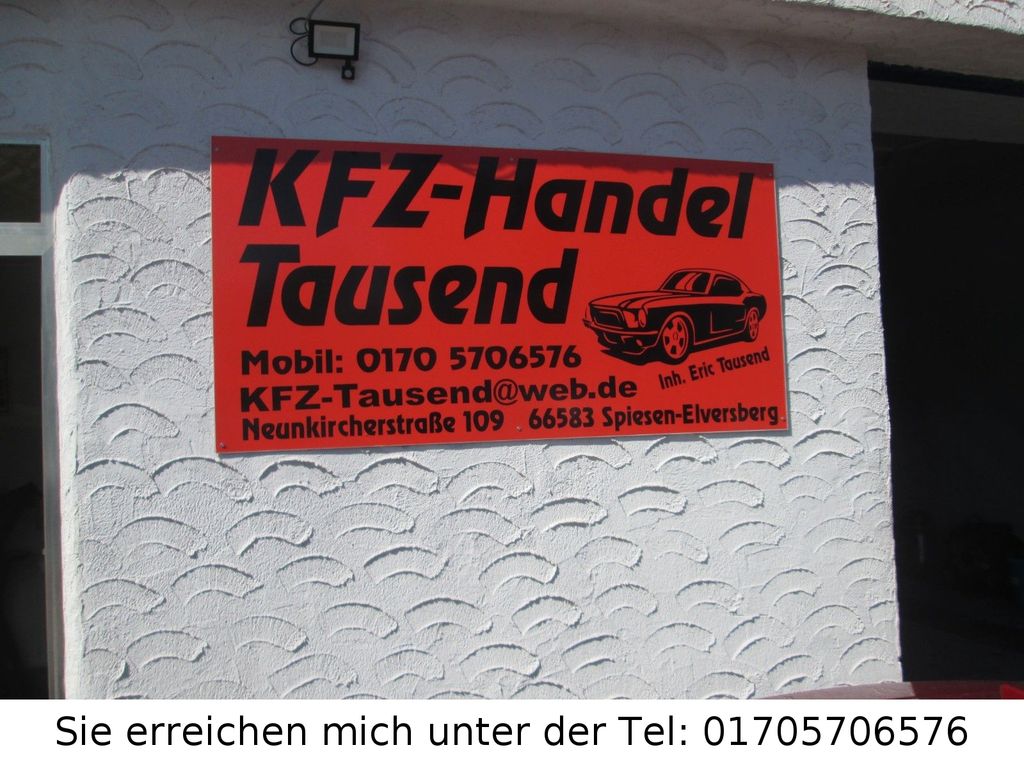 KFZ-Handel
Tausend
Mobil: 0170 5706576
KFZ-Tausend@web.de
Inh. Eric Tausend
Neunkircherstraße 109 66583 Spiesen-Elversberg
Sie erreichen mich unter der Tel: 01705706576